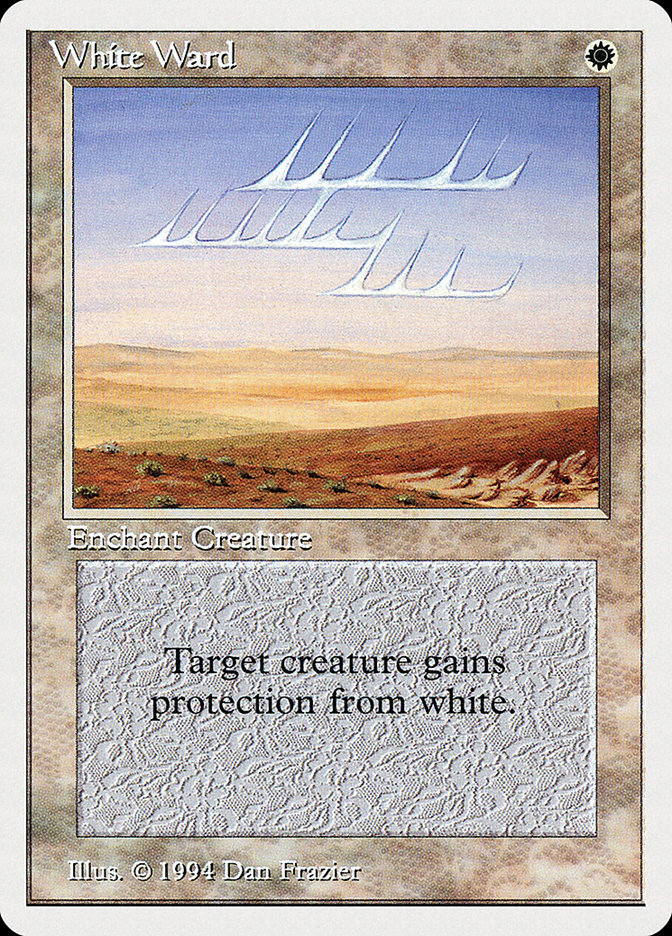 White Ward
Enchant Creature
Target creature gains
protection from white.
Illus. © 1994 Dan Frazier